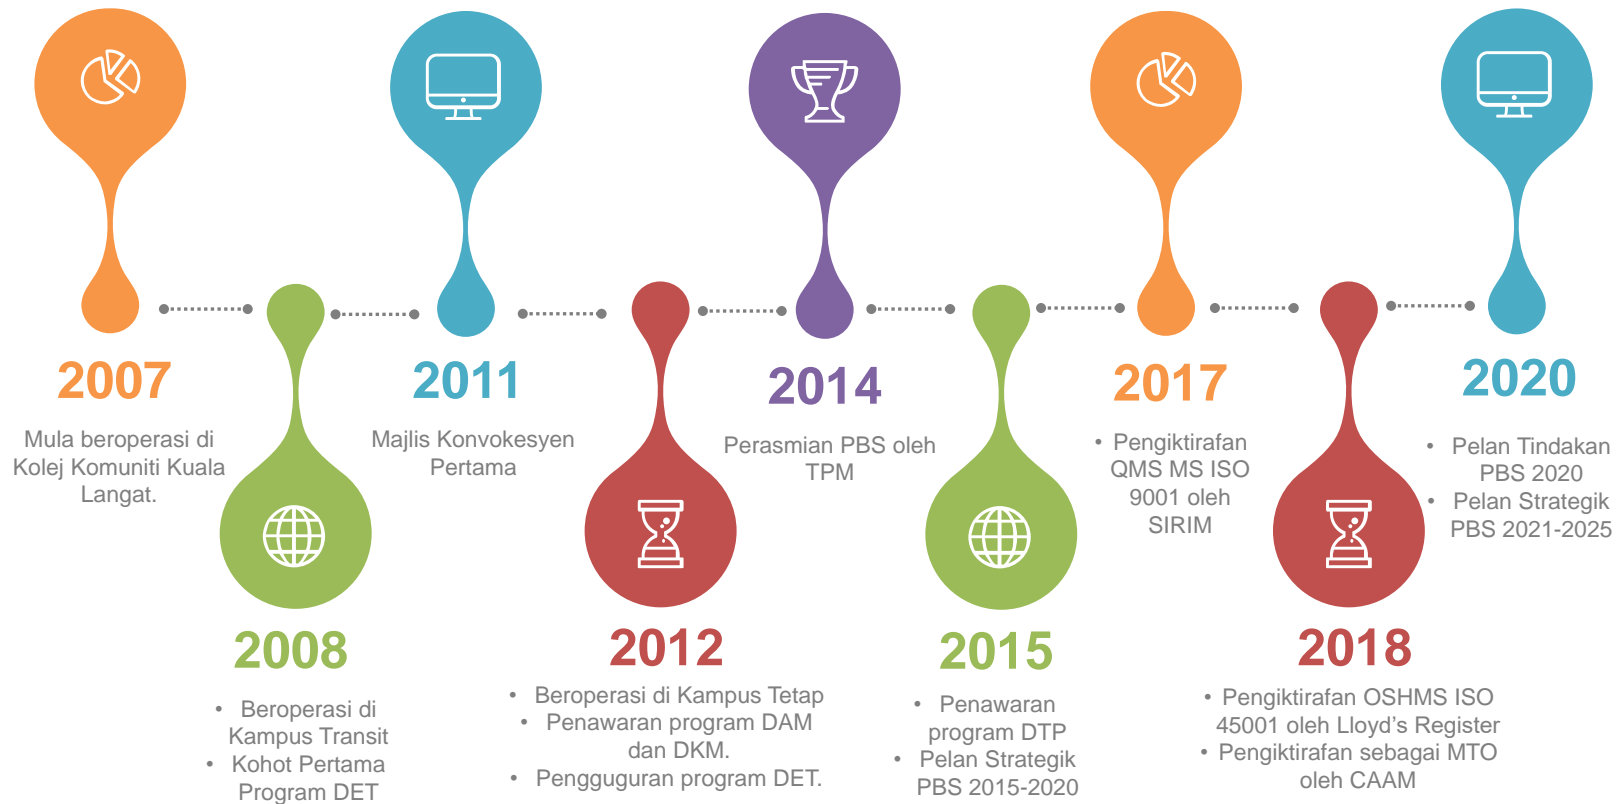 2007
Mula beroperasi di
Kolej Komuniti Kuala
Langat.
2008
• Beroperasi di
Kampus Transit
• Kohot Pertama
Program DET
2011
Majlis Konvokesyen
Pertama
2012
• Beroperasi di Kampus Tetap
• Penawaran program DAM
dan DKM.
• Pengguguran program DET.
2014
Perasmian PBS oleh
TPM
2015
• Penawaran
program DTP
• Pelan Strategik
PBS 2015-2020
2017
• Pengiktirafan
QMS MS ISO
9001 oleh
SIRIM
2018
• Pengiktirafan OSHMS ISO
45001 oleh Lloyd’s Register
• Pengiktirafan sebagai MTO
oleh CAAM
2020
• Pelan Tindakan
PBS 2020
• Pelan Strategik
PBS 2021-2025